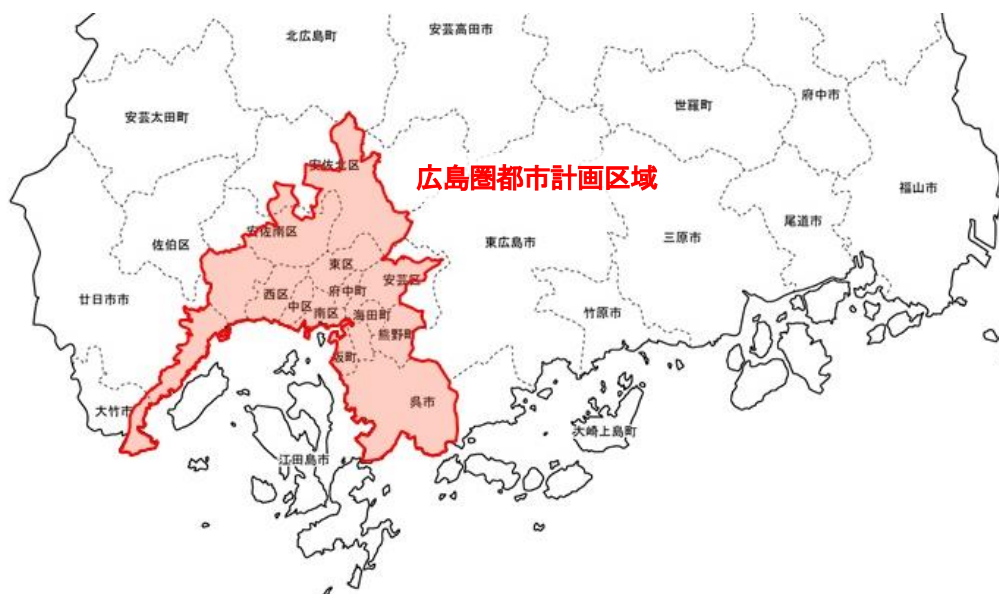 北広島町
安芸高田市
世羅町
府中市
安芸太田町
安佐北区
広島圏都市計画区域
福山市
佐伯区
安佐南区
東広島市
三原市
尾道市
東区
安芸区
廿日市市
西区
府中町
中区
南区
海田町
竹原市
熊野町
坂町
大竹市
呉市
大崎上島町
江田島市